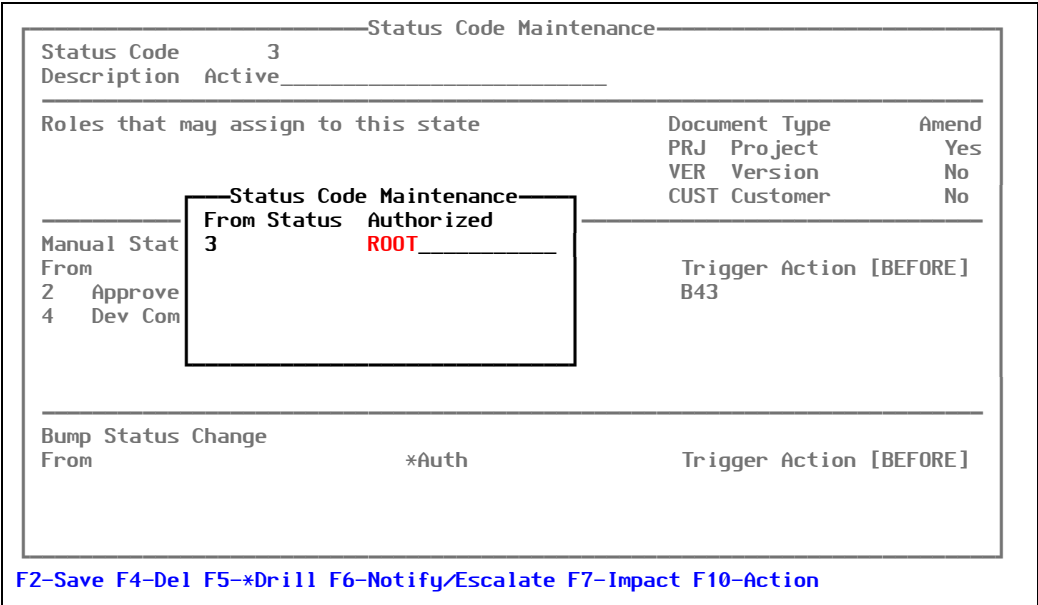 Status Code Maintenance
Status Code 3
Description Active__________________________
Roles that may assign to this state Document Type Amend
PRJ Project Yes
VER Version No
Status Code Maintenance CUST Customer No
From Status Authorized
Manual Stat 3 ROOT___________
From Trigger Action [BEFORE]
2 Approve B43
4 Dev Com
Bump Status Change
From *Auth Trigger Action [BEFORE]
F2-Save F4-Del F5-*Drill F6-Notify/Escalate F7-Impact F10-Action